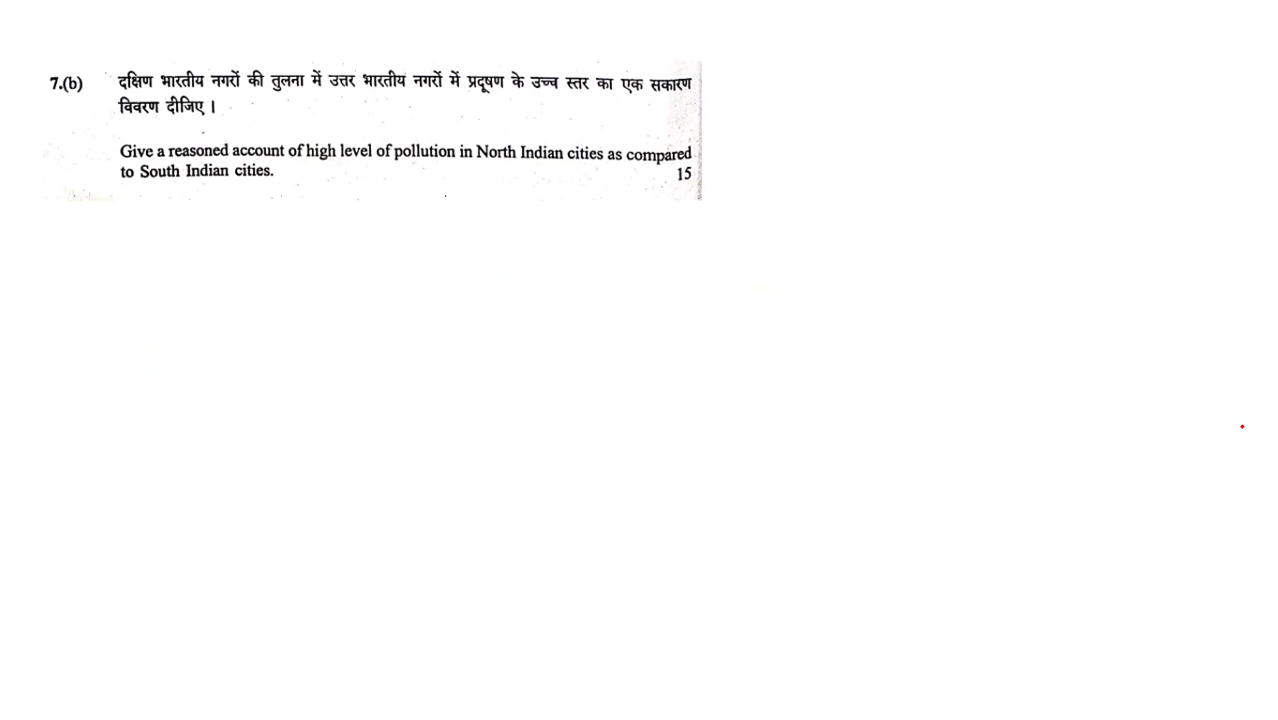 7.(b) दक्षिण भारतीय नगरों की तुलना में उत्तर भारतीय नगरों में प्रदूषण के उच्च स्तर का एक सकारण
विवरण दीजिए ।
Give a reasoned account of high level of pollution in North Indian cities as compared
to South Indian cities. 15